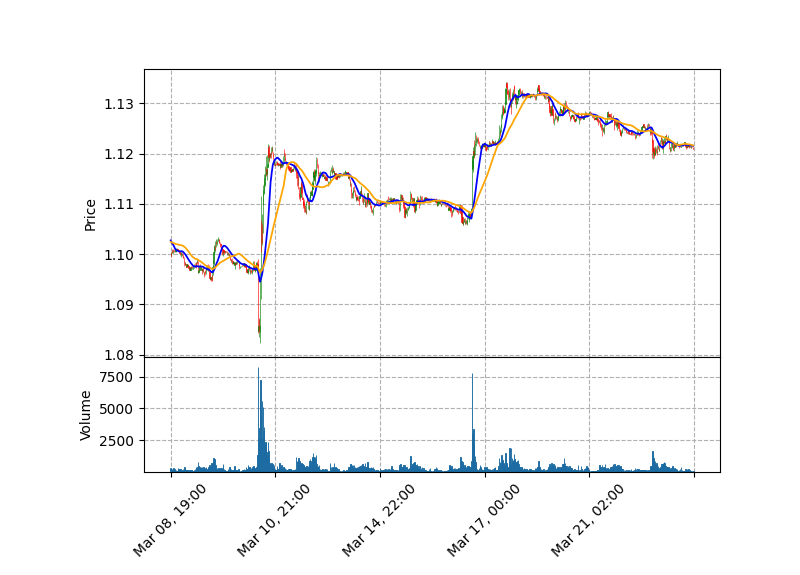 1.13
1.12
1.11
1.10
1.09
1.08
Price
7500
5000
2500
Volume
Mar 08, 19:00
Mar 10, 21:00
Mar 14, 22:00
Mar 17, 00:00
Mar 21, 02:00